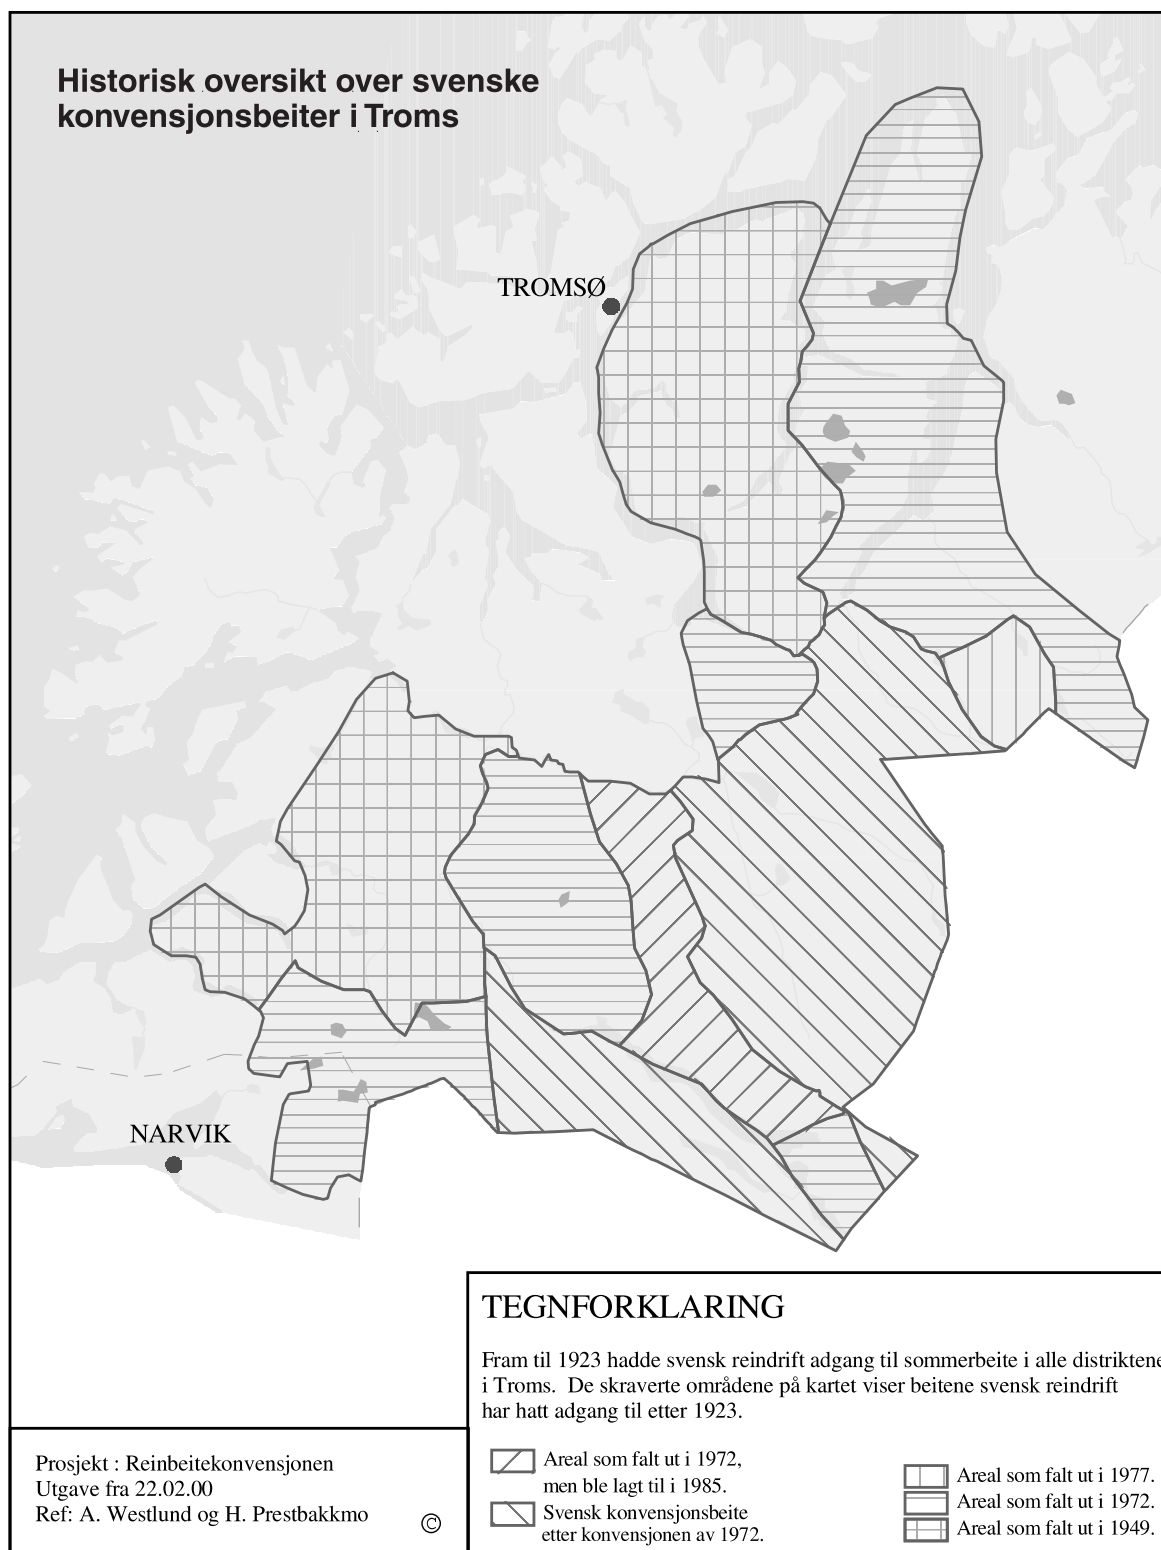 Historisk oversikt over svenske
konvensjonsbeiter i Troms
TROMSØ
NARVIK
TEGNFORKLARING
Fram til 1923 hadde svensk reindrift adgang til sommerbeite i alle distriktene
i Troms. De skraverte områdene på kartet viser beitene svensk reindrift
har hatt adgang til etter 1923.
Areal som falt ut i 1972,
men ble lagt til i 1985.
Svensk konvensjonsbeite
etter konvensjonen av 1972.
Areal som falt ut i 1977.
Areal som falt ut i 1972.
Areal som falt ut i 1949.
Prosjekt : Reinbeitekonvensjonen
Utgave fra 22.02.00
Ref: A. Westlund og H. Prestbakkmo
©